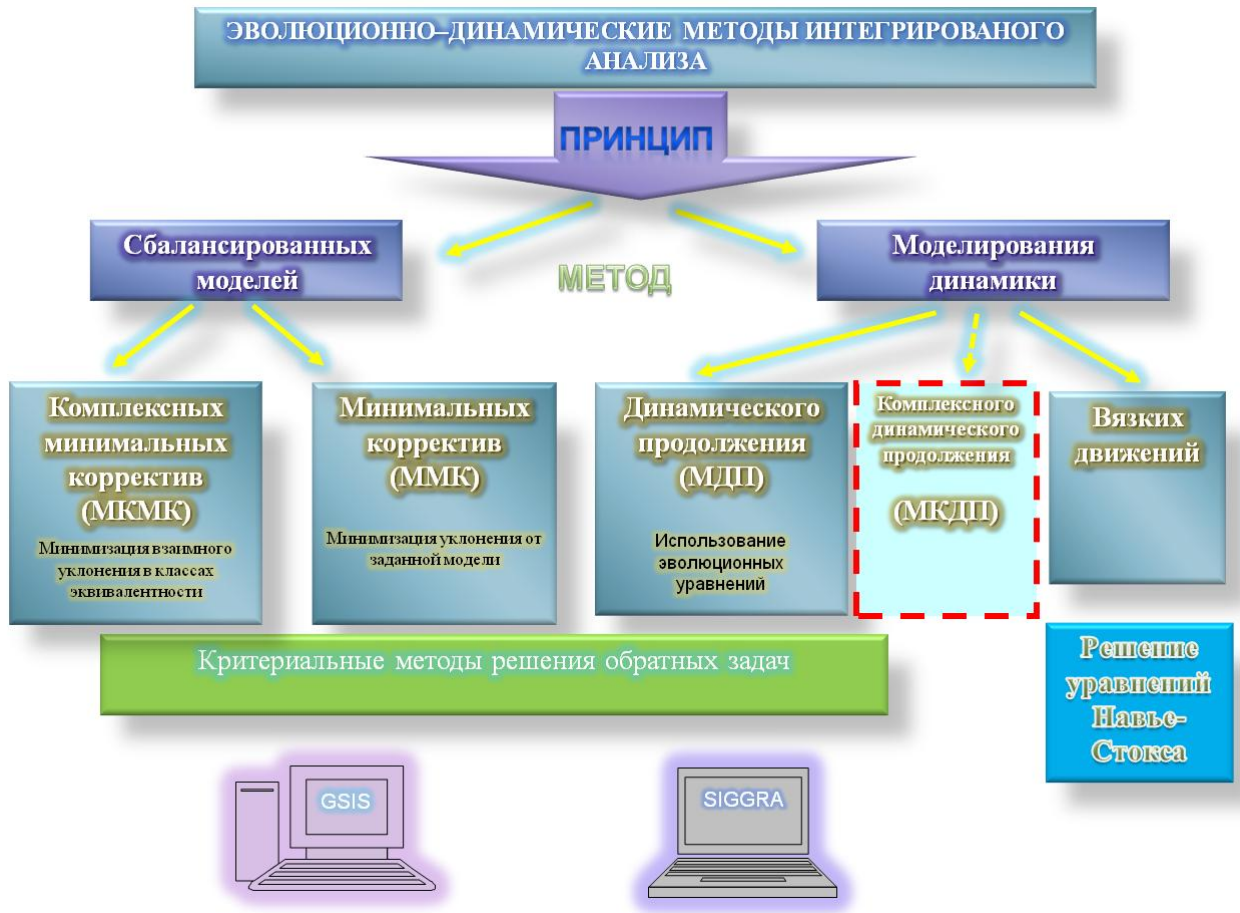 ЭВОЛЮЦИОННО–ДИНАМИЧЕСКИЕ МЕТОДЫ ИНТЕГРИРОВАНОГО
АНАЛИЗА
ПРИНЦИП
Сбалансированных
моделей
МЕТОД
Моделирования
динамики
Комплексных
минимальных
корректив
(МКМК)
Минимизация взаимного
уклонения в классах
эквивалентности
Минимальных
корректив
(ММК)
Минимизация уклонения от
заданной модели
Динамического
продолжения
(МДП)
Использование
эволюционных
уравнений
Комплексного
динамического
продолжения
(МКДП)
Вязких
движений
Критериальные методы решения обратных задач
Решение
уравнений
Навье-
Стокса
GSIS
SIGGRA